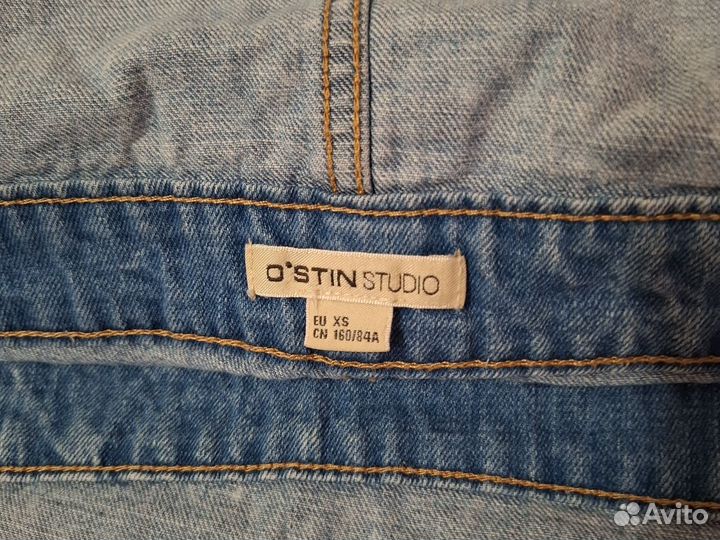 O'STIN STUDIO
EU XS
CN 160/84A
Avito